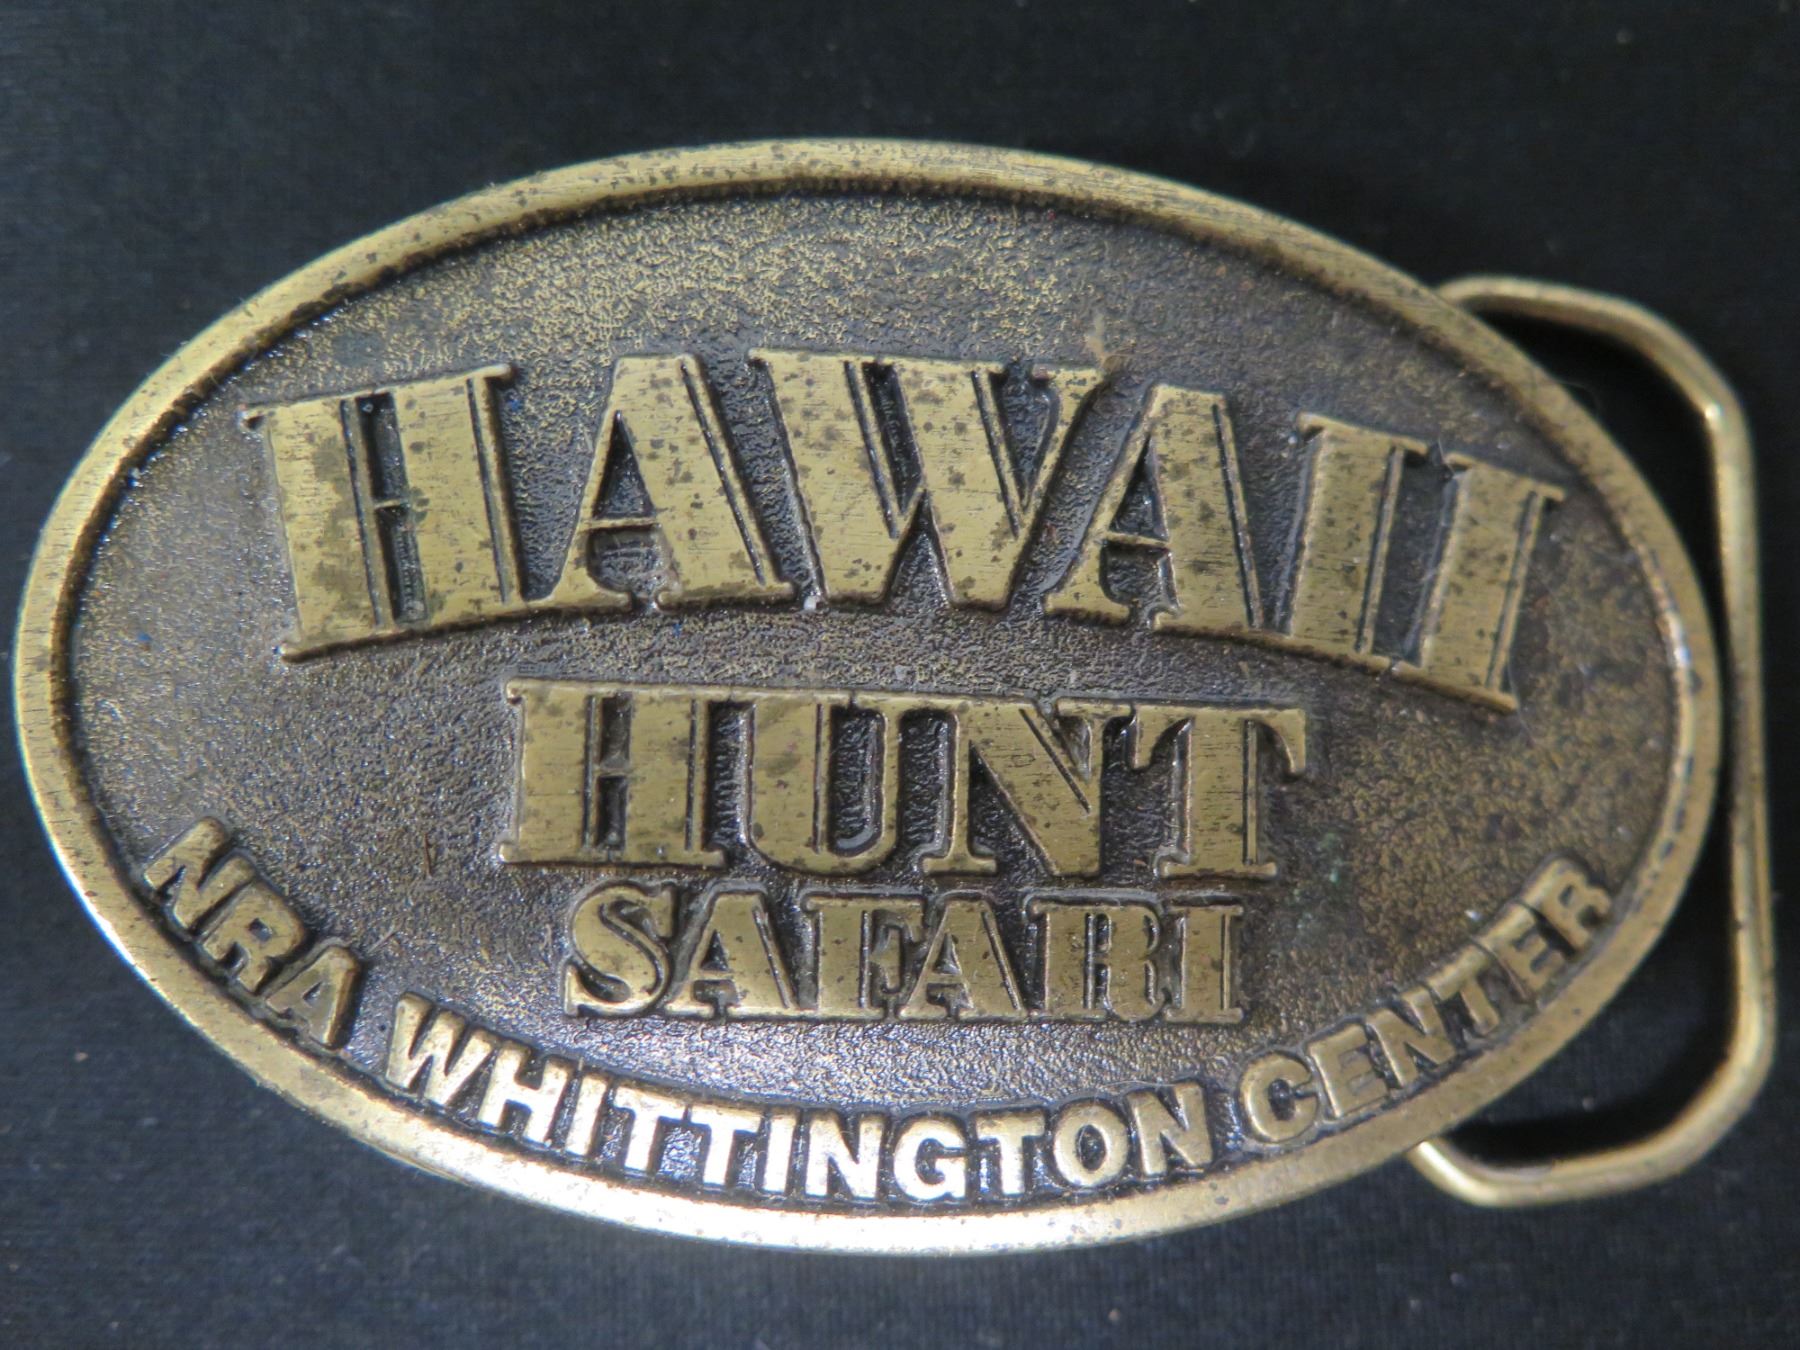 HAWAII
HUNT
SAFARI
NRA WHITTINGTON CENTER